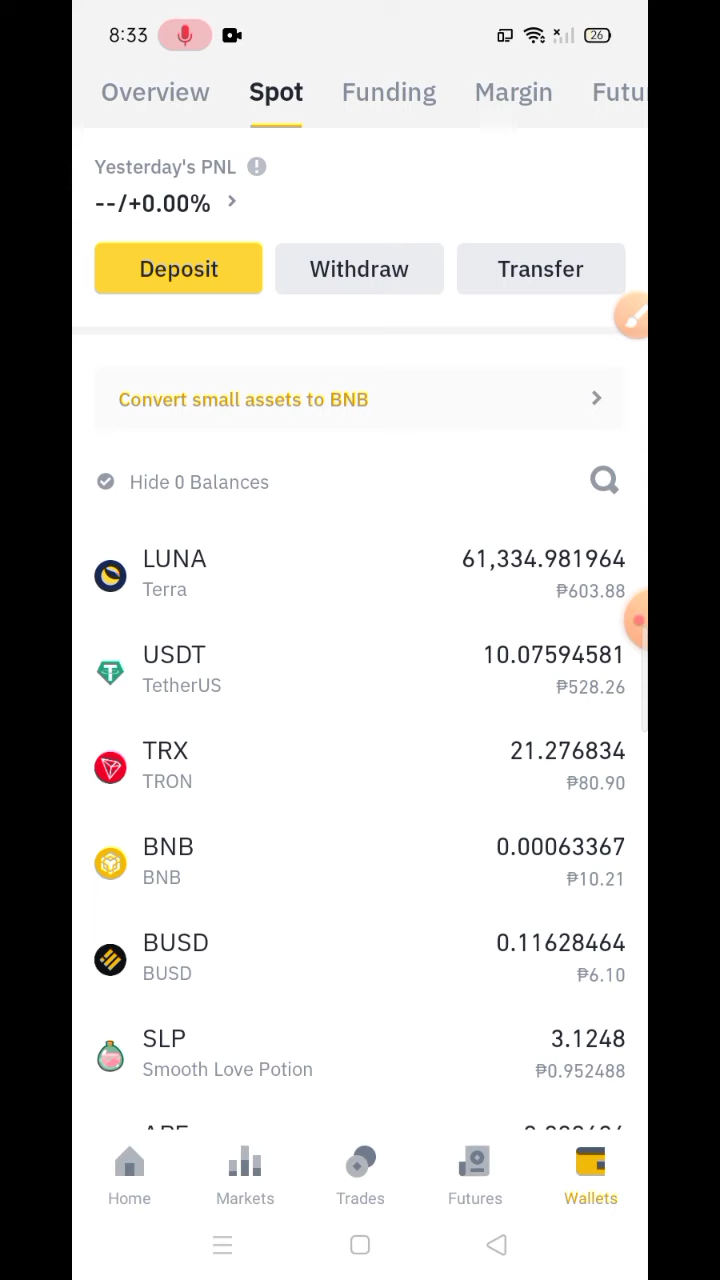 8:33
26
Overview Spot Funding Margin Futu
Yesterday's PNL
--/+0.00%
Deposit Withdraw Transfer
Convert small assets to BNB
Hide 0 Balances
LUNA 61,334.981964
Terra ₱603.88
USDT 10.07594581
TetherUS ₱528.26
TRX 21.276834
TRON ₱80.90
BNB 0.00063367
BNB ₱10.21
BUSD 0.11628464
BUSD ₱6.10
SLP 3.1248
Smooth Love Potion ₱0.952488
Home Markets Trades Futures Wallets